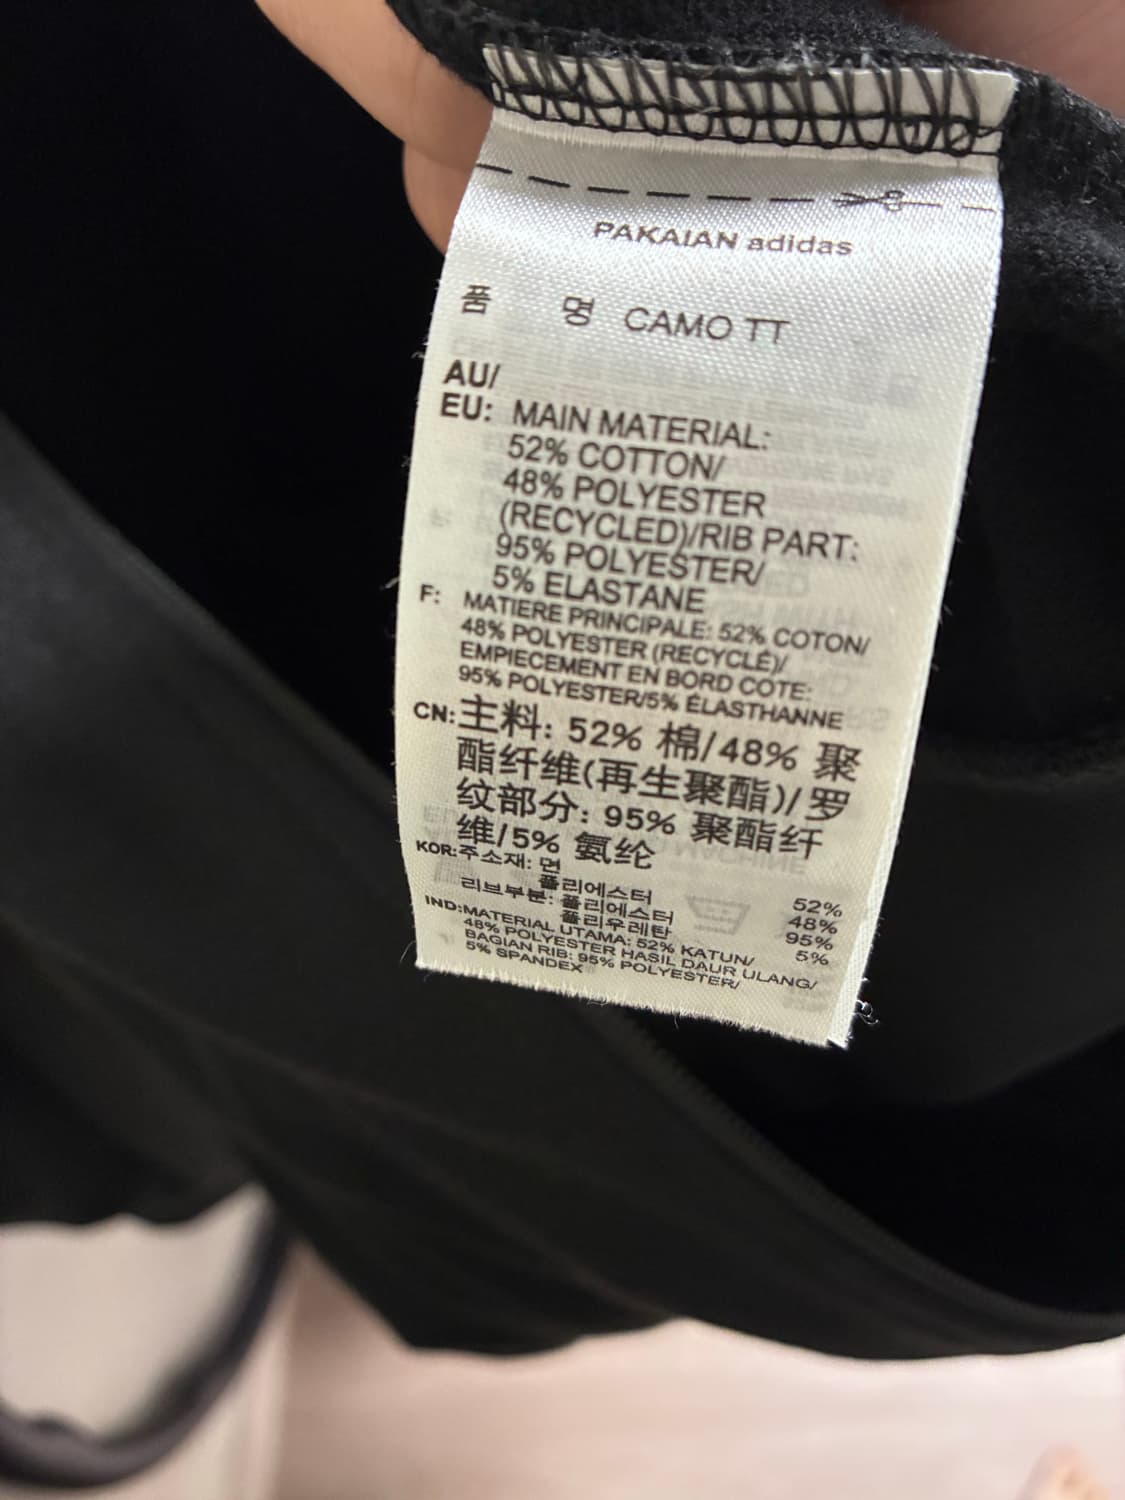 PAKAIAN adidas
품 명 CAMO TT
AU/
EU: MAIN MATERIAL:
52% COTTON/
48% POLYESTER
(RECYCLED)/RIB PART:
95% POLYESTER/
5% ELASTANE
F: MATIERE PRINCIPALE: 52% COTON/
48% POLYESTER (RECYCLÉ)/
EMPIECEMENT EN BORD COTE:
95% POLYESTER/5% ÉLASTHANNE
CN: 主料: 52% 棉/48% 聚
酯纤维(再生聚酯)/罗
纹部分: 95% 聚酯纤
维/5% 氨纶
KOR: 주소재: 면 52%
폴리에스터 48%
리브부분: 폴리에스터 95%
폴리우레탄 5%
IND: MATERIAL UTAMA: 52% KATUN/
48% POLYESTER HASIL DAUR ULANG/
BAGIAN RIB: 95% POLYESTER/
5% SPANDEX